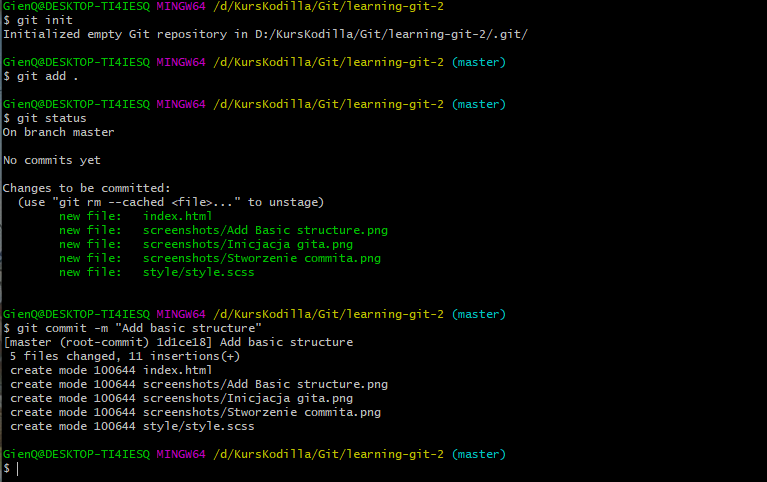 GienQ@DESKTOP-TI4IESQ MINGW64 /d/KursKodilla/Git/learning-git-2
$ git init
Initialized empty Git repository in D:/KursKodilla/Git/learning-git-2/.git/
GienQ@DESKTOP-TI4IESQ MINGW64 /d/KursKodilla/Git/learning-git-2 (master)
$ git add .
GienQ@DESKTOP-TI4IESQ MINGW64 /d/KursKodilla/Git/learning-git-2 (master)
$ git status
On branch master
No commits yet
Changes to be committed:
(use "git rm --cached <file>..." to unstage)
new file: index.html
new file: screenshots/Add Basic structure.png
new file: screenshots/Inicjacja gita.png
new file: screenshots/Stworzenie commita.png
new file: style/style.scss
GienQ@DESKTOP-TI4IESQ MINGW64 /d/KursKodilla/Git/learning-git-2 (master)
$ git commit -m "Add basic structure"
[master (root-commit) 1d1ce18] Add basic structure
5 files changed, 11 insertions(+)
create mode 100644 index.html
create mode 100644 screenshots/Add Basic structure.png
create mode 100644 screenshots/Inicjacja gita.png
create mode 100644 screenshots/Stworzenie commita.png
create mode 100644 style/style.scss
GienQ@DESKTOP-TI4IESQ MINGW64 /d/KursKodilla/Git/learning-git-2 (master)
$